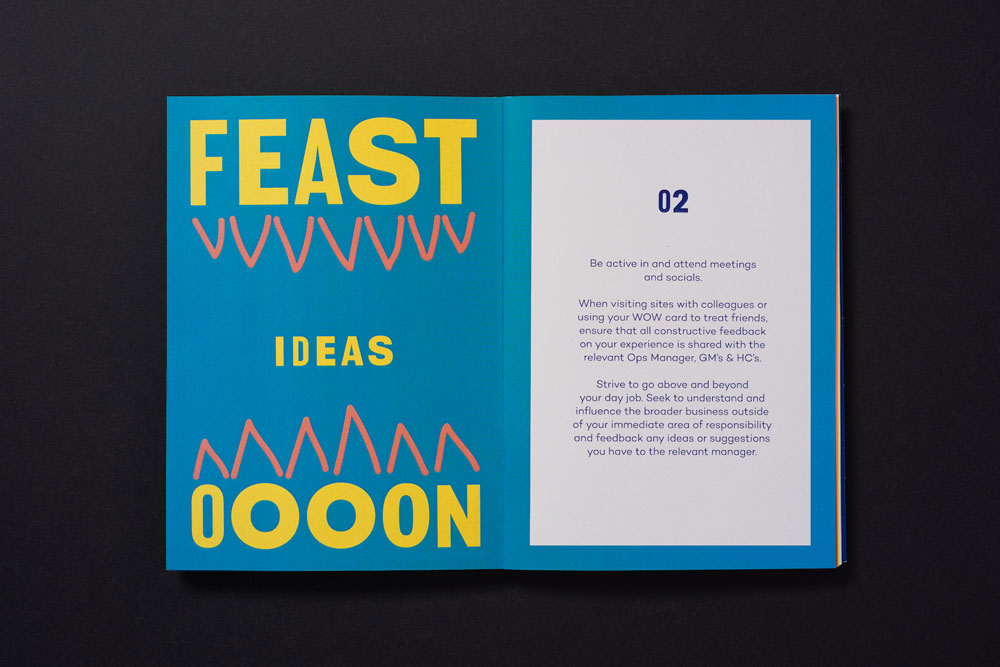 FEAST
IDEAS
OOOON
02
Be active in and attend meetings
and socials.
When visiting sites with colleagues or
using your WOW card to treat friends,
ensure that all constructive feedback
on your experience is shared with the
relevant Ops Manager, GM's & HC's.
Strive to go above and beyond
your day job. Seek to understand and
influence the broader business outside
of your immediate area of responsibility
and feedback any ideas or suggestions
you have to the relevant manager.